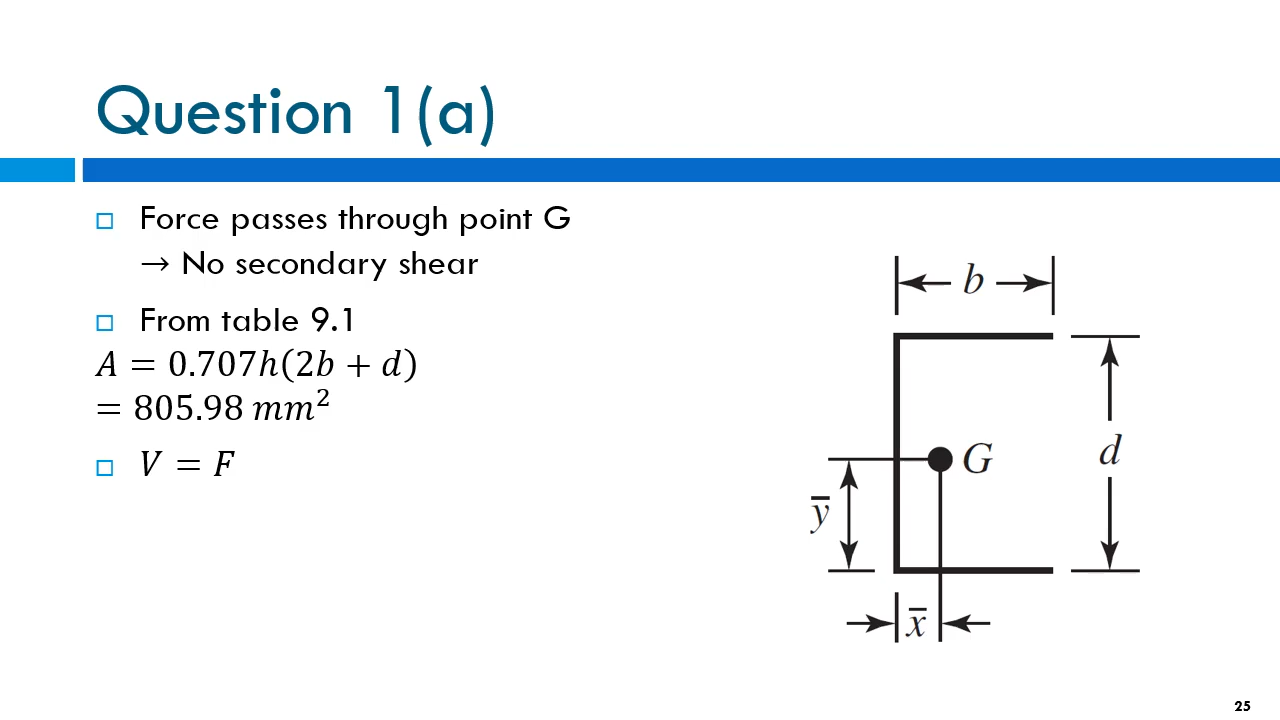 Question 1(a)
□ Force passes through point G
→ No secondary shear
□ From table 9.1
𝐴 = 0.707ℎ(2𝑏 + 𝑑)
= 805.98 𝑚𝑚²
□ 𝑉 = 𝐹
b
G
d
y̅
x̅
25